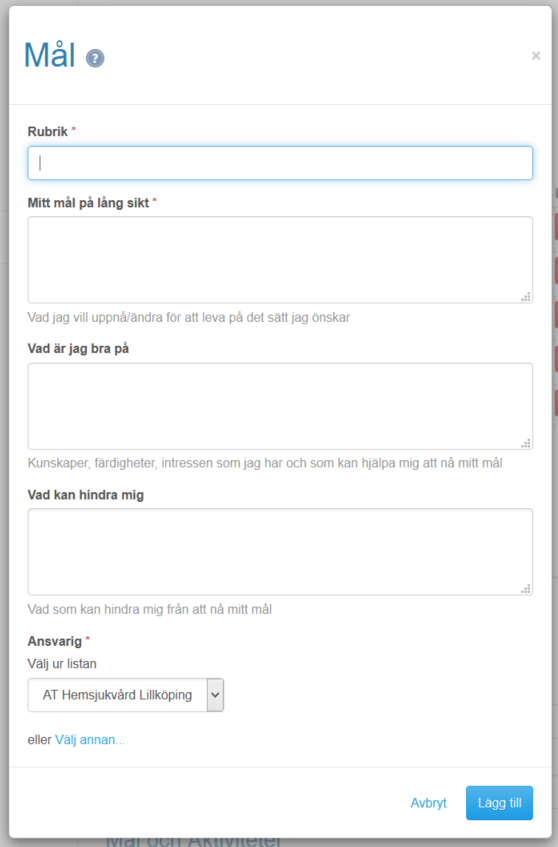 Mål ?
×
Rubrik *
Mitt mål på lång sikt *
Vad jag vill uppnå/ändra för att leva på det sätt jag önskar
Vad är jag bra på
Kunskaper, färdigheter, intressen som jag har och som kan hjälpa mig att nå mitt mål
Vad kan hindra mig
Vad som kan hindra mig från att nå mitt mål
Ansvarig *
Välj ur listan
AT Hemsjukvård Lillköping
eller Välj annan...
Avbryt Lägg till
Mål och Aktiviteter